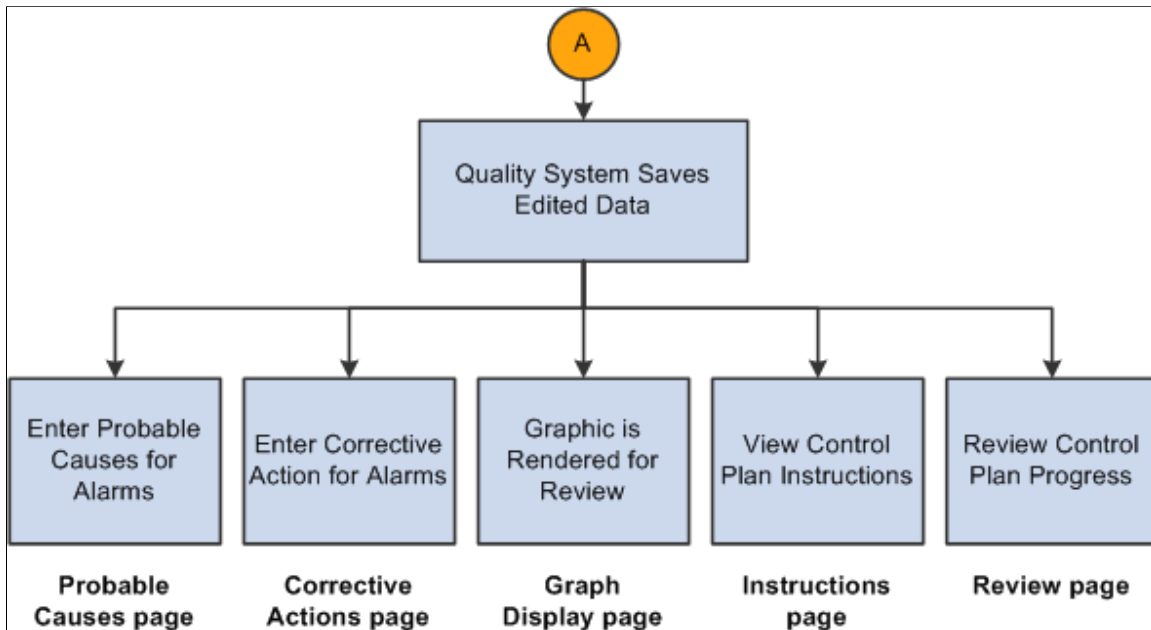 A
Quality System Saves
Edited Data
Enter Probable
Causes for
Alarms
Enter Corrective
Action for Alarms
Graphic is
Rendered for
Review
View Control
Plan Instructions
Review Control
Plan Progress
Probable
Causes page
Corrective
Actions page
Graph
Display page
Instructions
page
Review page